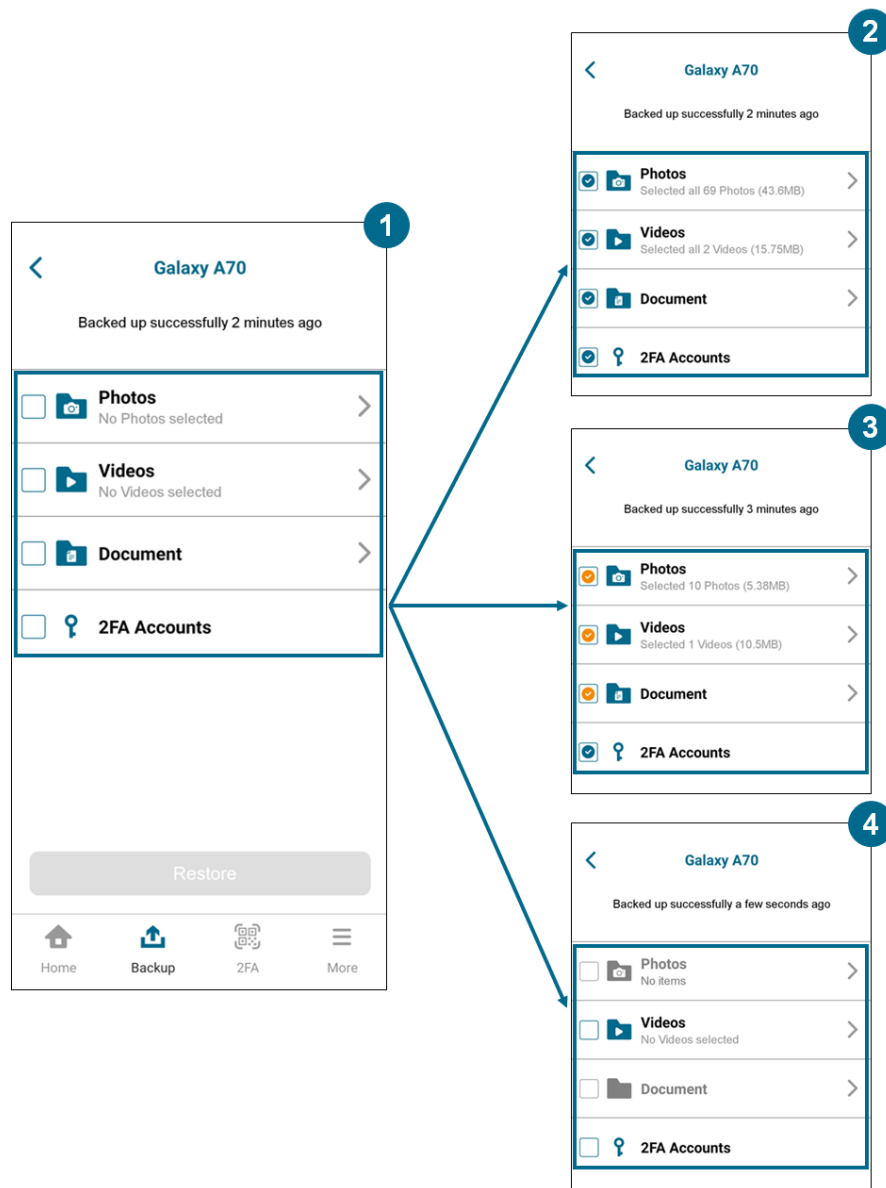 1
Galaxy A70
Backed up successfully 2 minutes ago
Photos
No Photos selected
Videos
No Videos selected
Document
2FA Accounts
Restore
Home
Backup
2FA
More
2
Galaxy A70
Backed up successfully 2 minutes ago
Photos
Selected all 69 Photos (43.6MB)
Videos
Selected all 2 Videos (15.75MB)
Document
2FA Accounts
3
Galaxy A70
Backed up successfully 3 minutes ago
Photos
Selected 10 Photos (5.38MB)
Videos
Selected 1 Videos (10.5MB)
Document
2FA Accounts
4
Galaxy A70
Backed up successfully a few seconds ago
Photos
No items
Videos
No Videos selected
Document
2FA Accounts